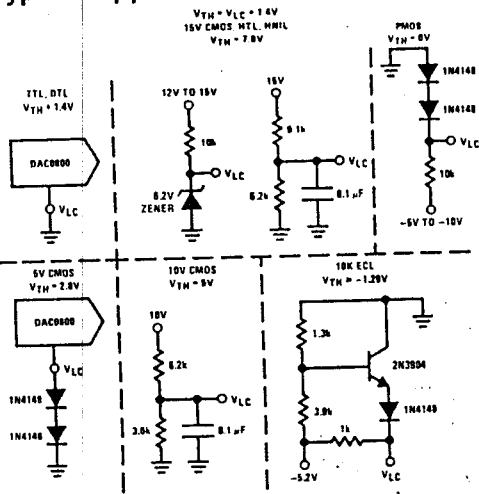 VTH = VLC + 1.4V
15V CMOS, HTL, HNIL
VTH = 7.6V
TTL, DTL
VTH = 1.4V
DAC0800
VLC
12V TO 15V
10k
VLC
6.2V
ZENER
15V
9.1k
VLC
6.2k
0.1 µF
PMOS
VTH = 0V
1N4148
1N4148
VLC
10k
-5V TO -10V
5V CMOS
VTH = 2.8V
DAC0800
VLC
1N4148
1N4148
10V CMOS
VTH = 5V
10V
6.2k
VLC
3.6k
0.1 µF
10K ECL
VTH = -1.29V
1.3k
2N3904
3.9k
1N4148
1k
-5.2V
VLC